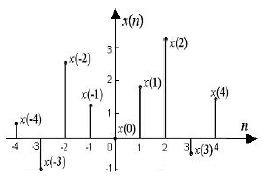 x(n)
3
x(2)
x(-2)
2
x(-1)
x(1)
x(4)
1
x(-4)
x(0)
n
-4 -3 -2 -1 0 1 2 3 4
x(3)
x(-3)
-1